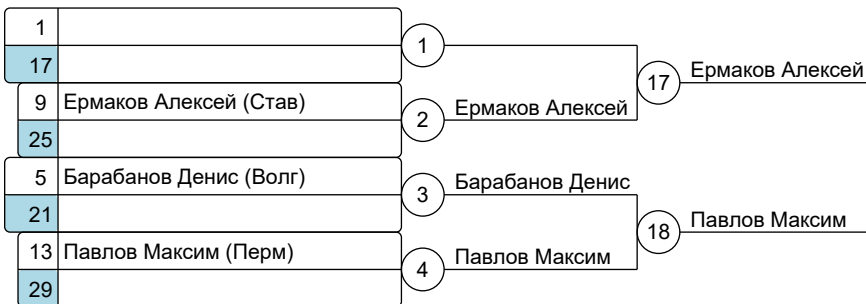 1
17
1
9 Ермаков Алексей (Став)
25
2
Ермаков Алексей
17
Ермаков Алексей
5 Барабанов Денис (Волг)
21
3
Барабанов Денис
13 Павлов Максим (Перм)
29
4
Павлов Максим
18
Павлов Максим